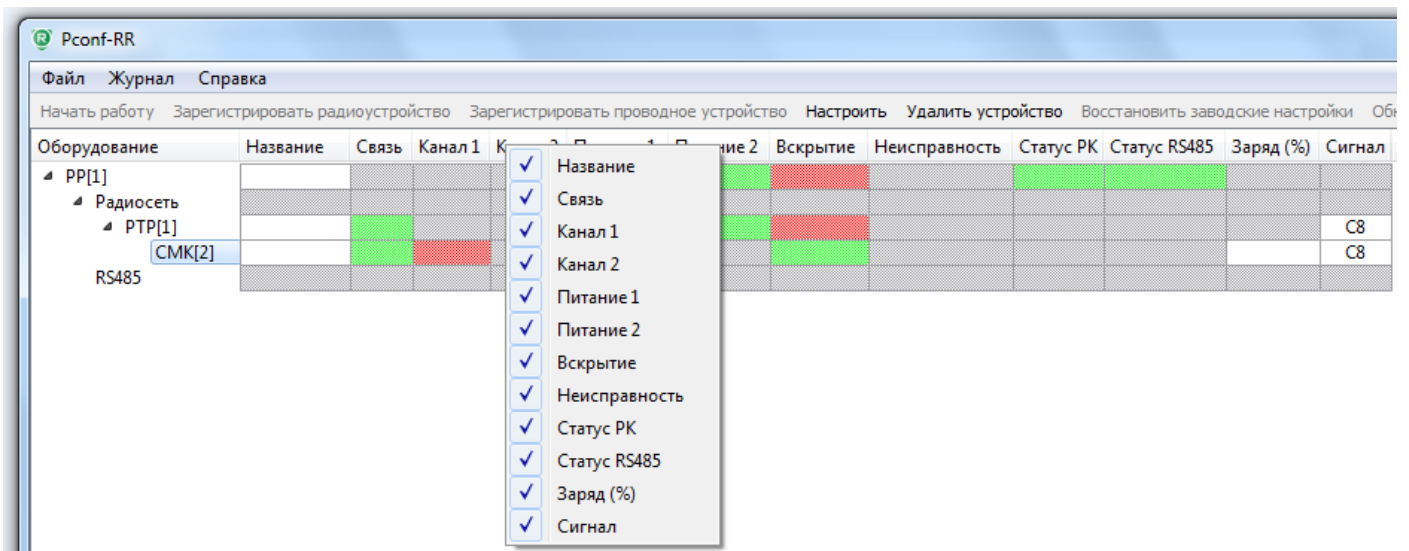 Pconf-RR
Файл Журнал Справка
Начать работу Зарегистрировать радиоустройство Зарегистрировать проводное устройство Настроить Удалить устройство Восстановить заводские настройки
Оборудование Название Связь Канал 1 Вскрытие Неисправность Статус РК Статус RS485 Заряд (%) Сигнал
РР[1]
Радиосеть
РТР[1] C8
СМК[2] C8
RS485
Название
Связь
Канал 1
Канал 2
Питание 1
Питание 2
Вскрытие
Неисправность
Статус РК
Статус RS485
Заряд (%)
Сигнал